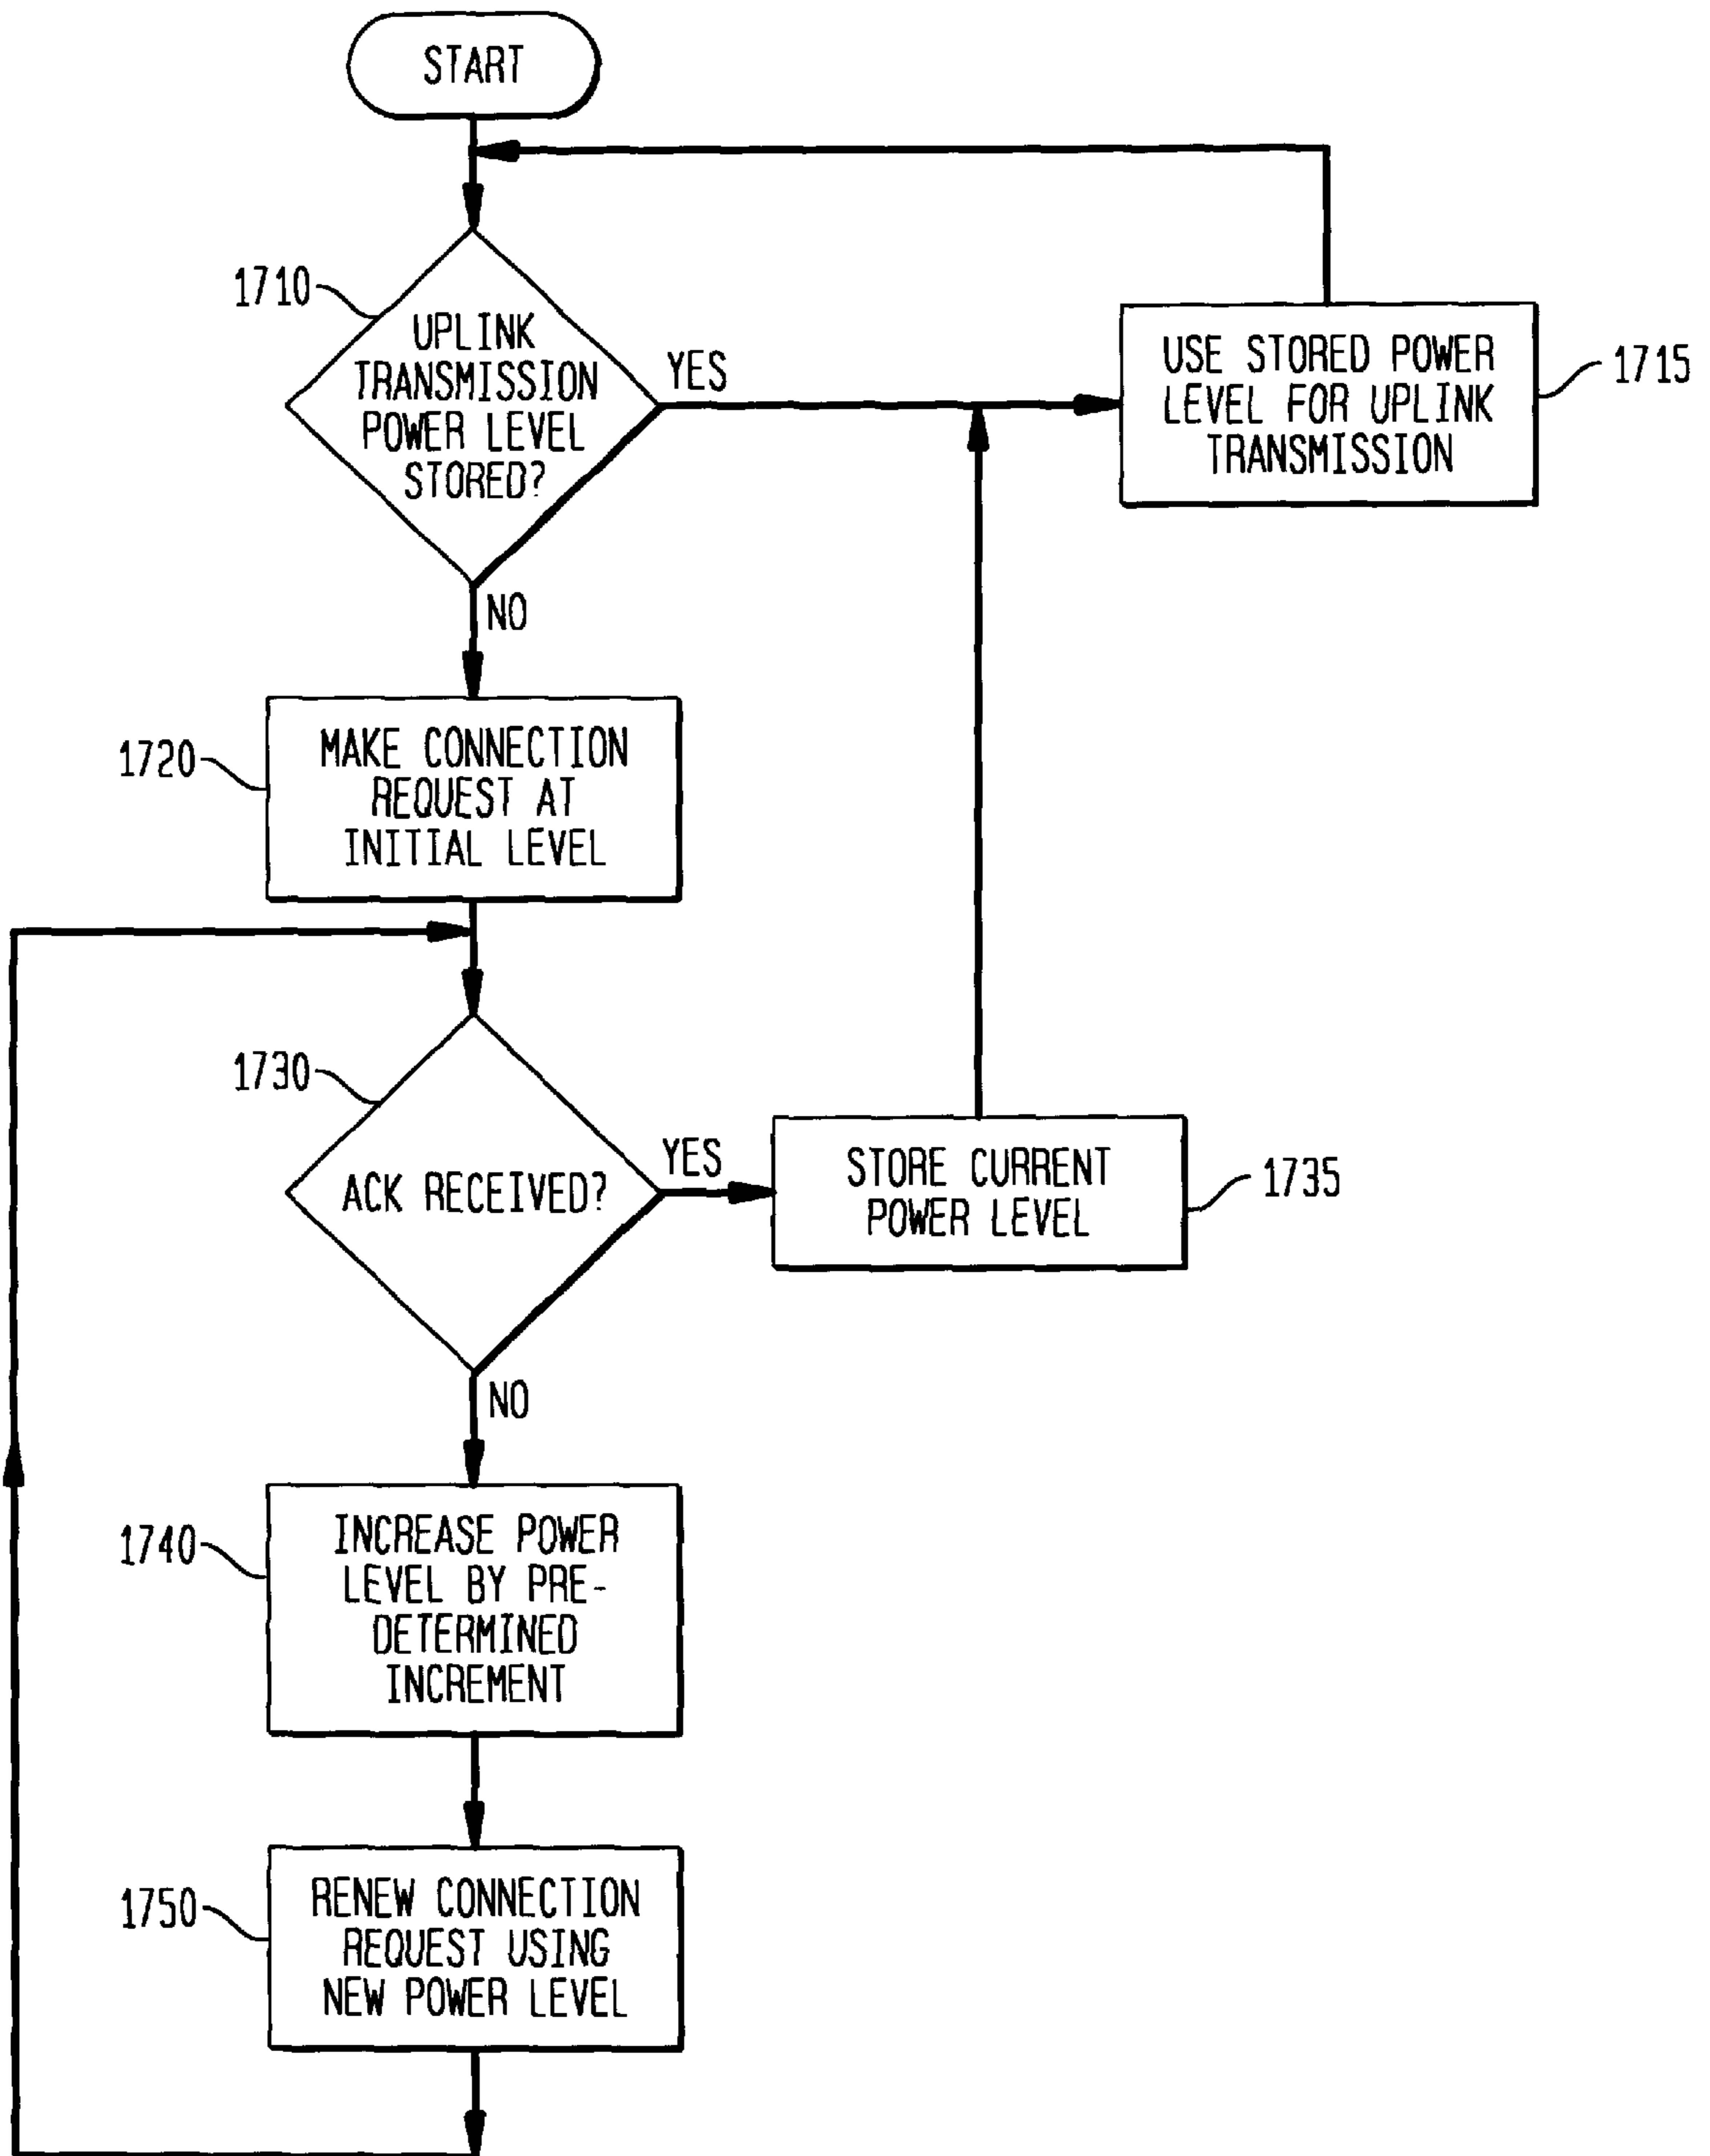 START
1710
UPLINK
TRANSMISSION
POWER LEVEL
STORED?
YES
NO
USE STORED POWER
LEVEL FOR UPLINK
TRANSMISSION
1715
1720
MAKE CONNECTION
REQUEST AT
INITIAL LEVEL
1730
ACK RECEIVED?
YES
NO
STORE CURRENT
POWER LEVEL
1735
1740
INCREASE POWER
LEVEL BY PRE-
DETERMINED
INCREMENT
1750
RENEW CONNECTION
REQUEST USING
NEW POWER LEVEL